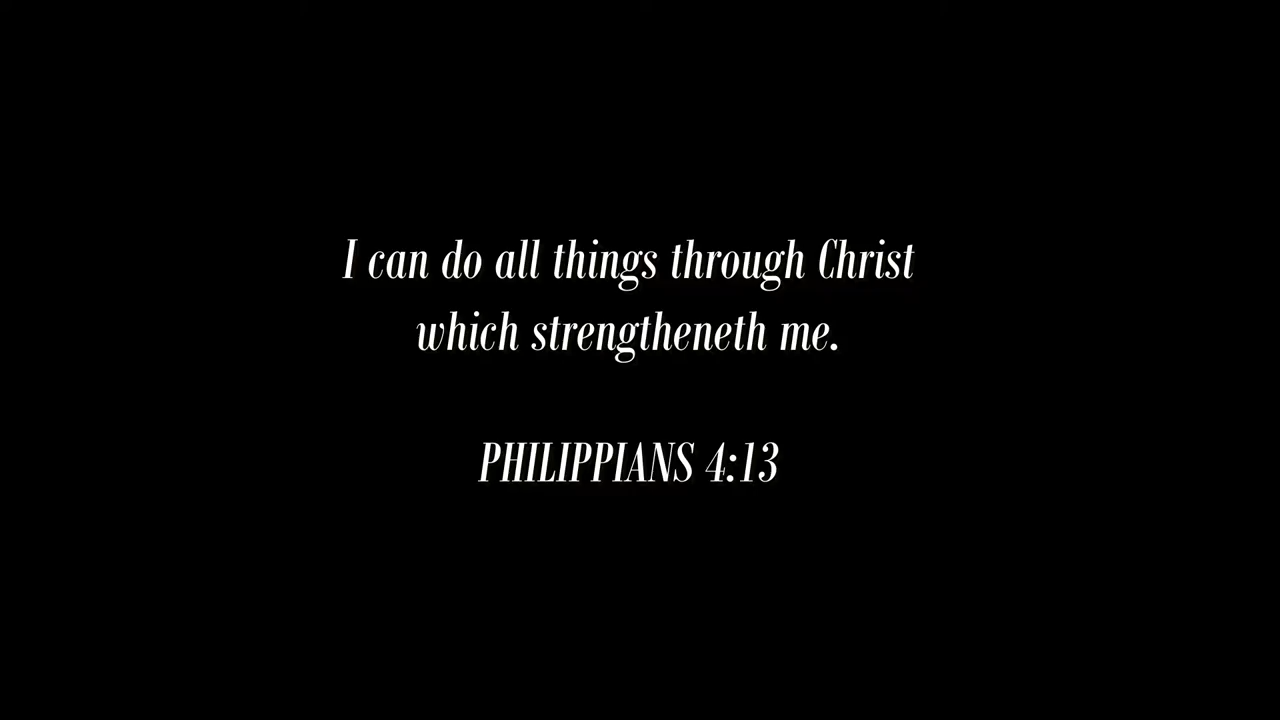 I can do all things through Christ
which strengtheneth me.
PHILIPPIANS 4:13